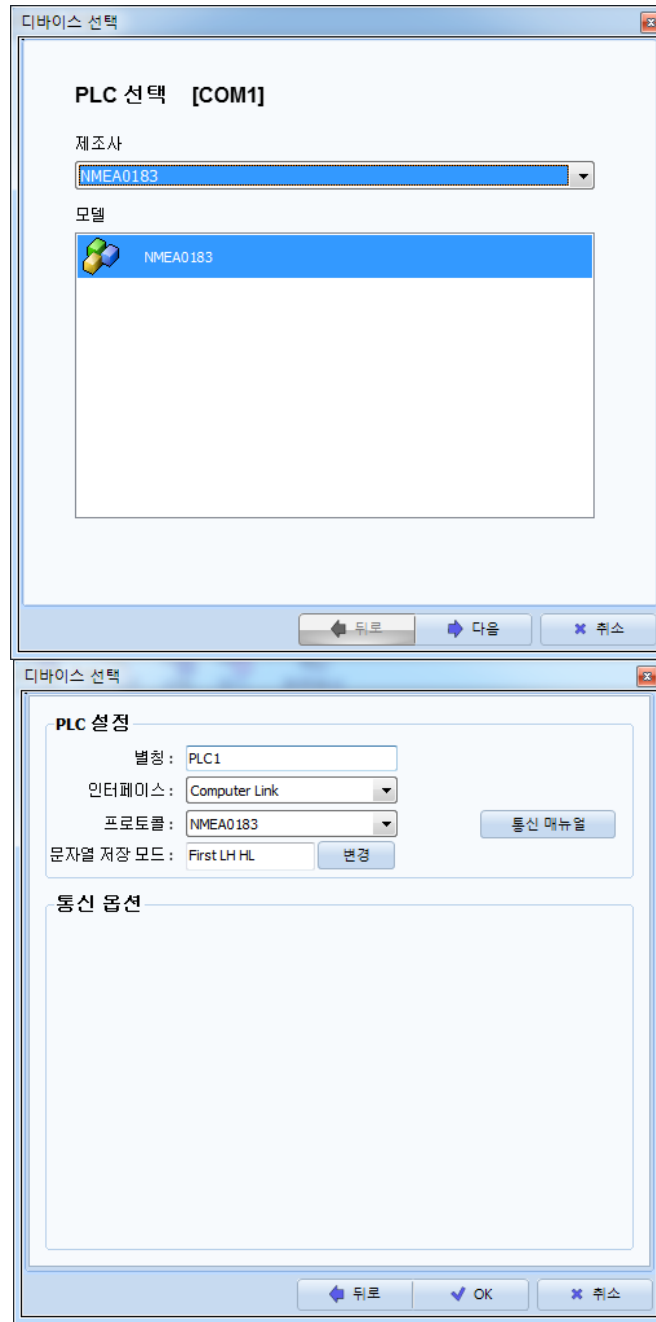 디바이스 선택
PLC 선택 [COM1]
제조사
NMEA0183
모델
NMEA0183
뒤로 다음 취소
디바이스 선택
PLC 설정
별칭 : PLC1
인터페이스 : Computer Link
프로토콜 : NMEA0183 통신 매뉴얼
문자열 저장 모드 : First LH HL 변경
통신 옵션
뒤로 OK 취소